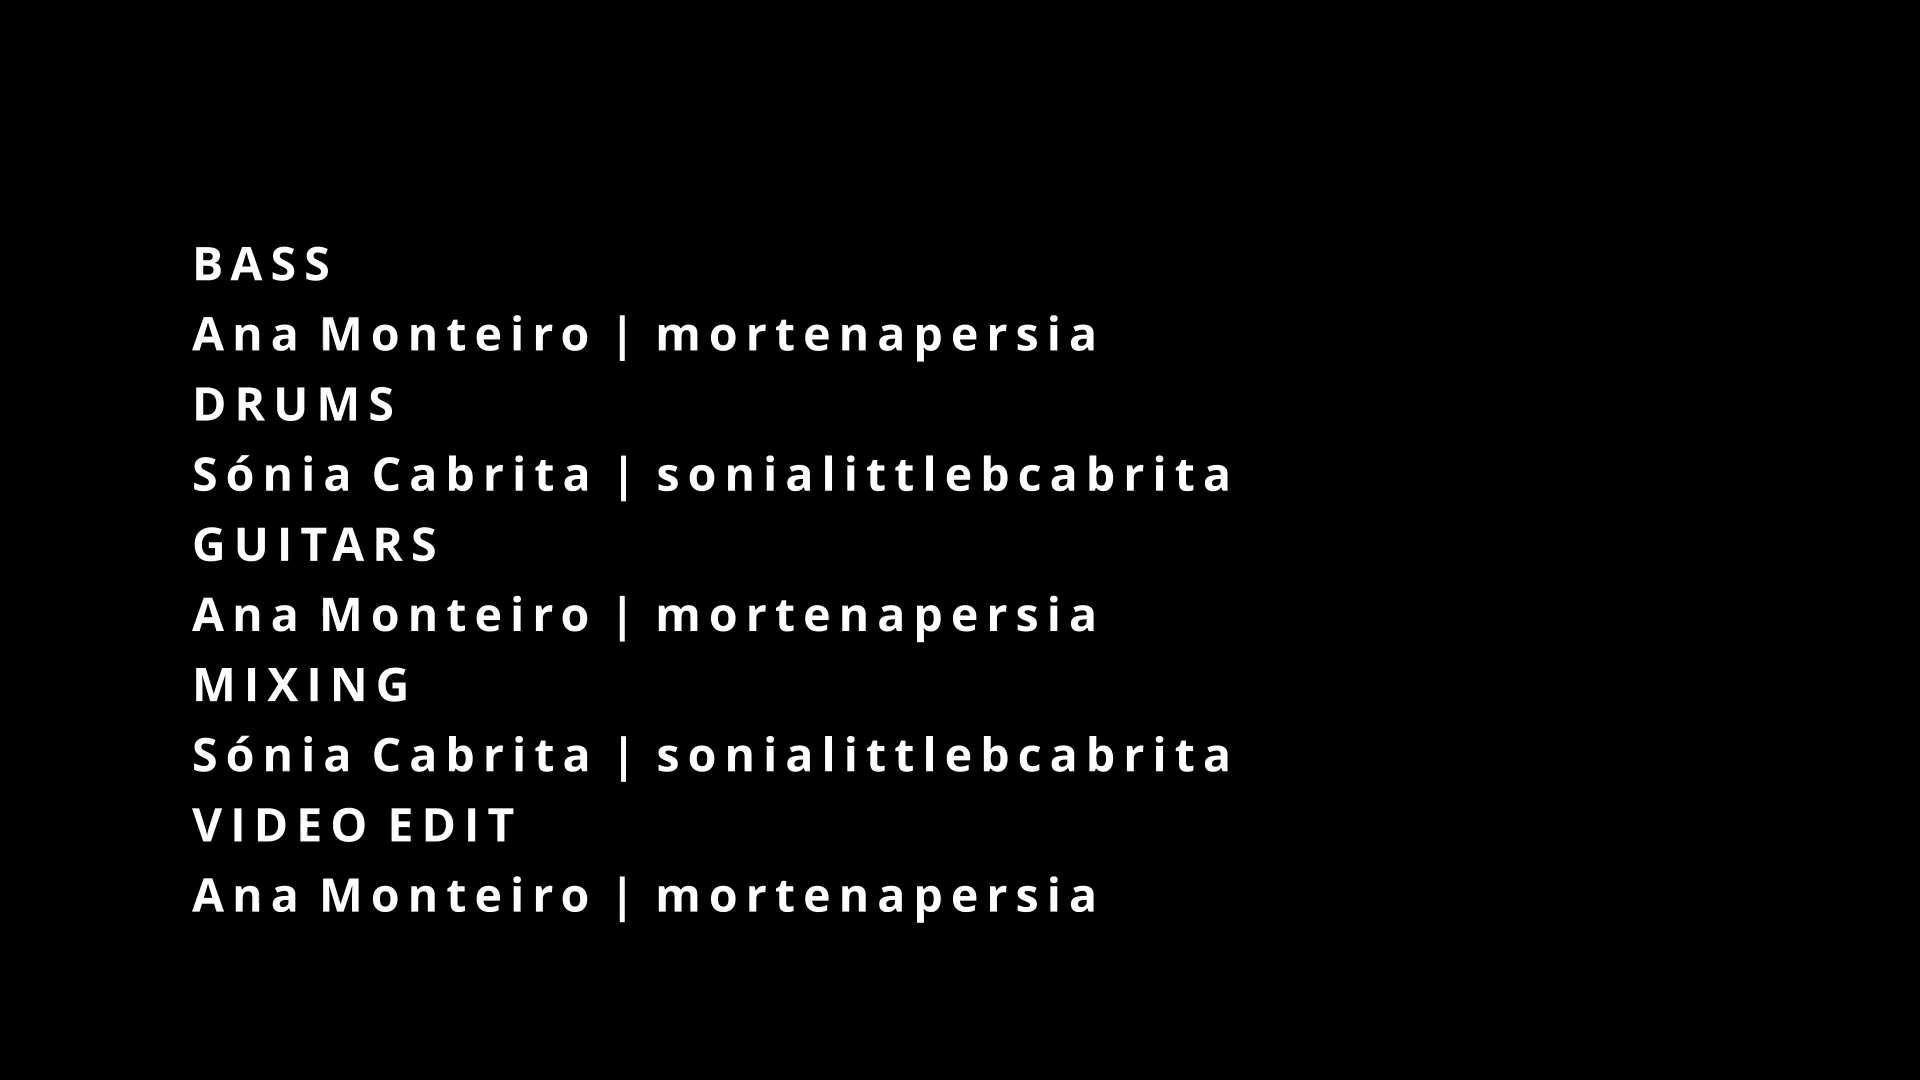 BASS
Ana Monteiro | mortenapersia
DRUMS
Sónia Cabrita | sonialittlebcabrita
GUITARS
Ana Monteiro | mortenapersia
MIXING
Sónia Cabrita | sonialittlebcabrita
VIDEO EDIT
Ana Monteiro | mortenapersia